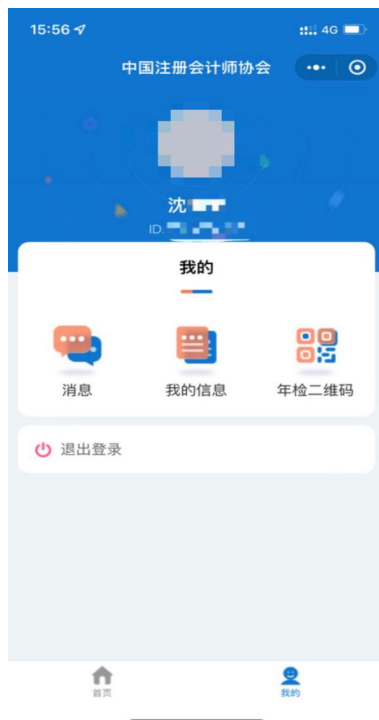 15:56
4G
中国注册会计师协会
沈
ID:
我的
消息
我的信息
年检二维码
退出登录
首页
我的